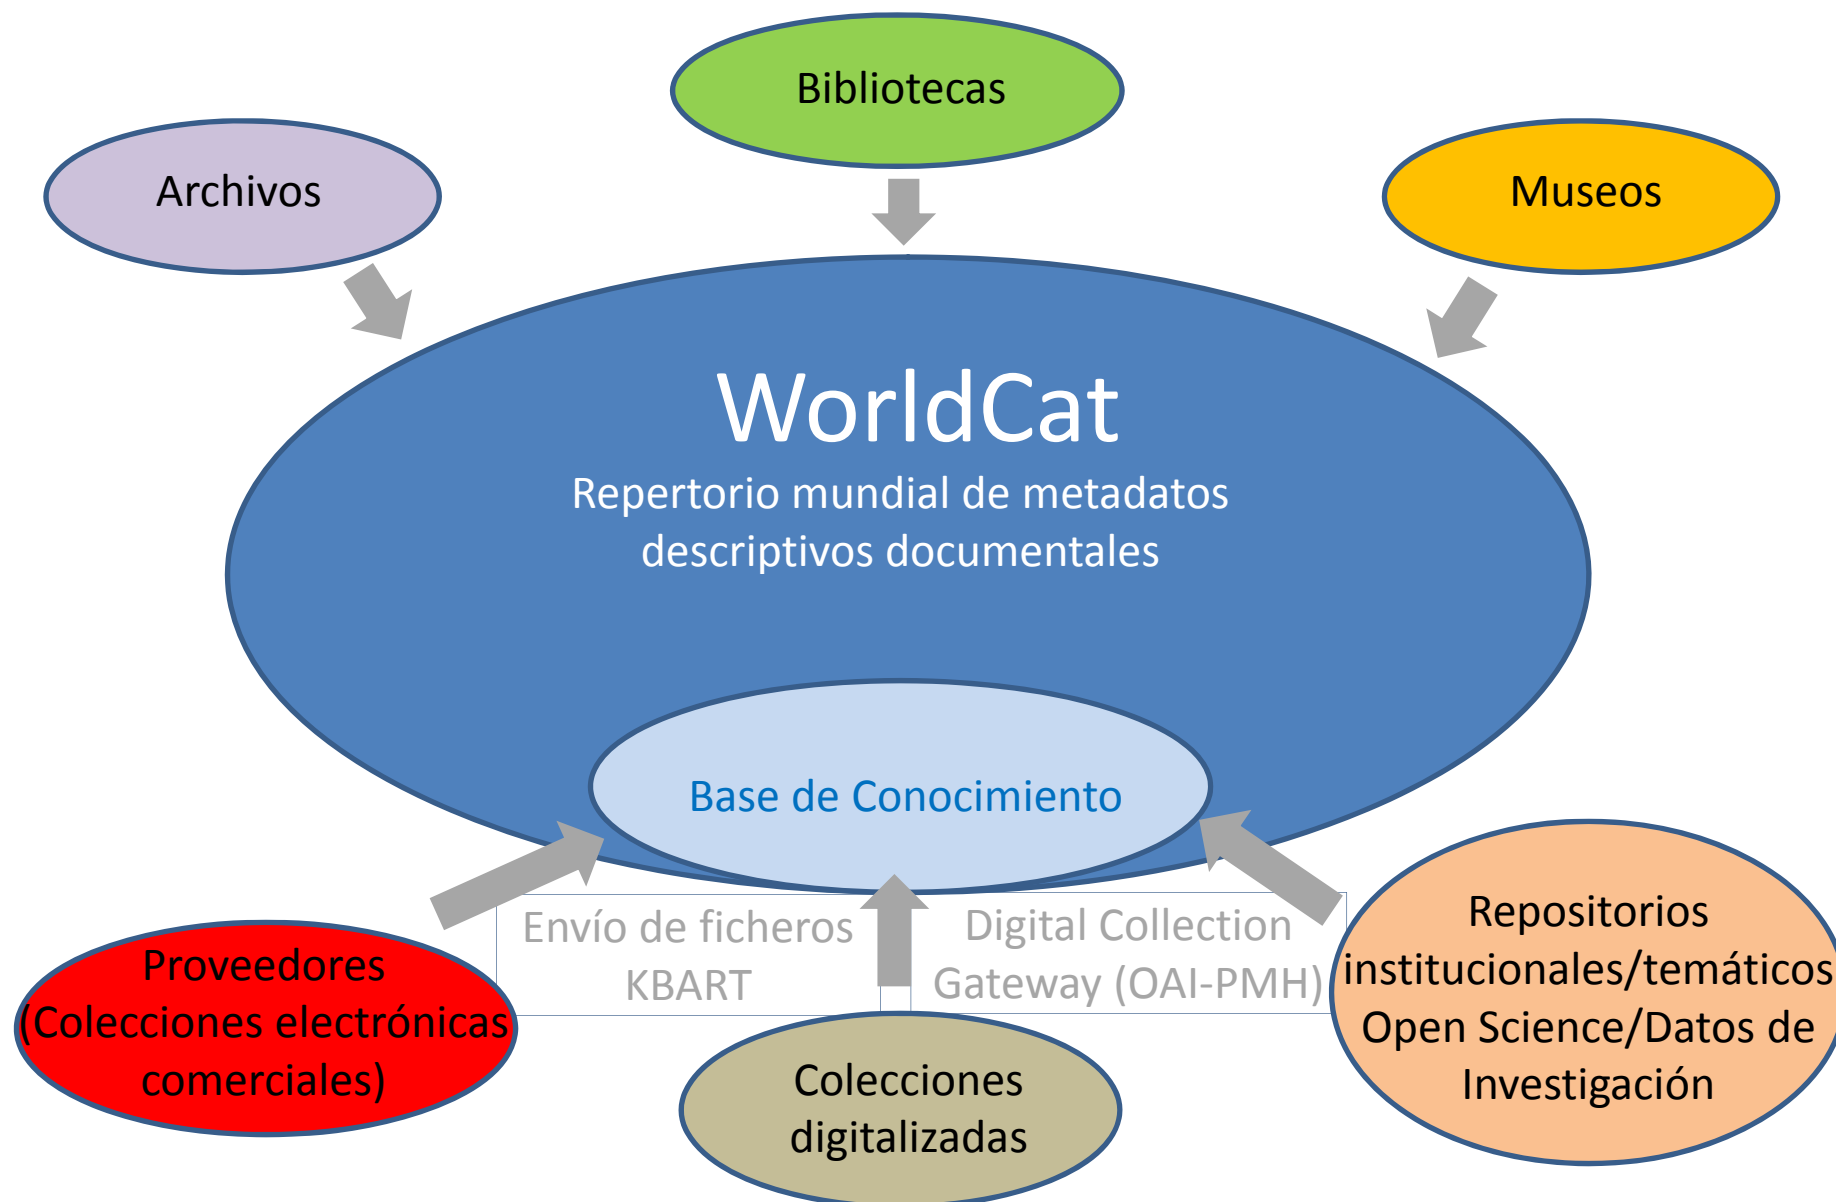 Bibliotecas
Archivos
Museos
WorldCat
Repertorio mundial de metadatos
descriptivos documentales
Base de Conocimiento
Envío de ficheros
KBART
Digital Collection
Gateway (OAI-PMH)
Proveedores
(Colecciones electrónicas
comerciales)
Colecciones
digitalizadas
Repositorios
institucionales/temáticos
Open Science/Datos de
Investigación